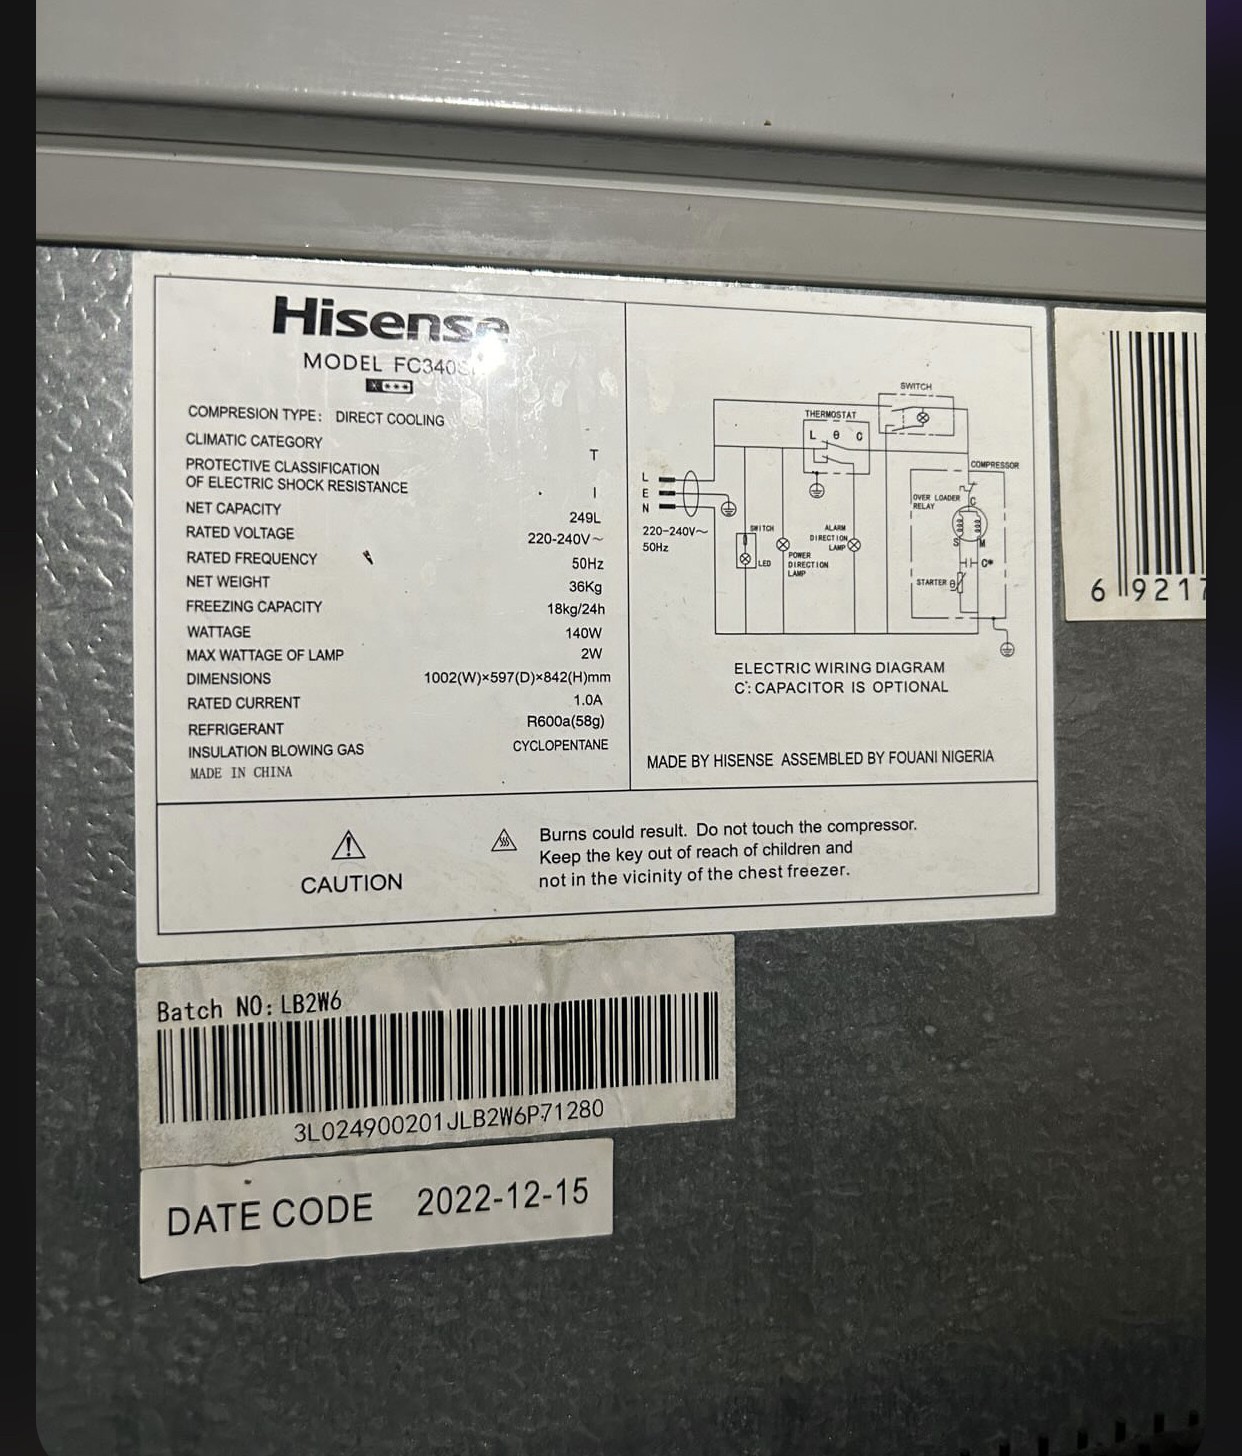 Hisense
MODEL FC340S
COMPRESION TYPE: DIRECT COOLING
CLIMATIC CATEGORY T
PROTECTIVE CLASSIFICATION
OF ELECTRIC SHOCK RESISTANCE I
NET CAPACITY 249L
RATED VOLTAGE 220-240V~
RATED FREQUENCY 50Hz
NET WEIGHT 36Kg
FREEZING CAPACITY 18kg/24h
WATTAGE 140W
MAX WATTAGE OF LAMP 2W
DIMENSIONS 1002(W)×597(D)×842(H)mm
RATED CURRENT 1.0A
REFRIGERANT R600a(58g)
INSULATION BLOWING GAS CYCLOPENTANE
MADE IN CHINA
SWITCH
THERMOSTAT
L θ C
COMPRESSOR
L
E
N
220-240V~
50Hz
OVER LOADER
RELAY
C
S M
C*
STARTER θ
SWITCH
LED
POWER
DIRECTION
LAMP
ALARM
DIRECTION
LAMP
ELECTRIC WIRING DIAGRAM
C*: CAPACITOR IS OPTIONAL
MADE BY HISENSE ASSEMBLED BY FOUANI NIGERIA
CAUTION
Burns could result. Do not touch the compressor.
Keep the key out of reach of children and
not in the vicinity of the chest freezer.
6 9217
Batch NO: LB2W6
3L024900201JLB2W6P71280
DATE CODE 2022-12-15